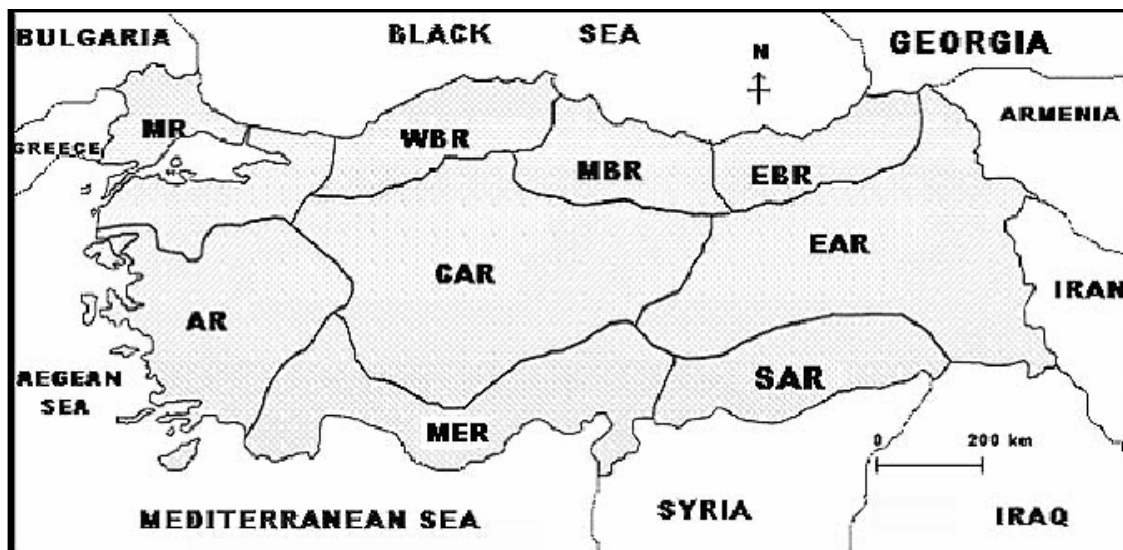 BULGARIA
BLACK SEA
GEORGIA
N
ARMENIA
MR
GREECE
WBR
MBR
EBR
EAR
CAR
IRAN
AR
AEGEAN
SEA
SAR
MER
0 200 km
SYRIA
IRAQ
MEDITERRANEAN SEA